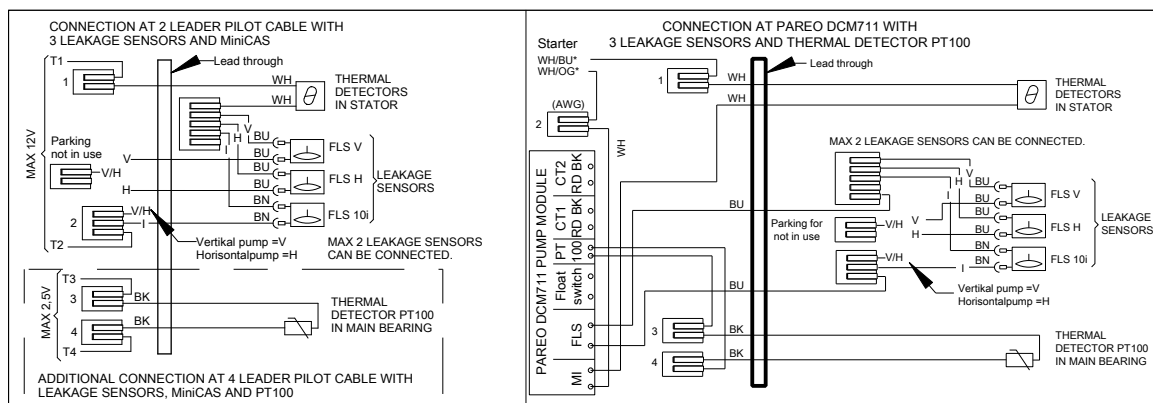 CONNECTION AT 2 LEADER PILOT CABLE WITH
3 LEAKAGE SENSORS AND MiniCAS
T1
1
Lead through
WH
WH
THERMAL
DETECTORS
IN STATOR
MAX 12V
Parking
not in use
V/H
V
H
I
V
H
BU
BU
BU
BU
BN
BN
FLS V
FLS H
FLS 10i
LEAKAGE
SENSORS
2
V/H
I
T2
Vertikal pump =V
Horisontalpump =H
MAX 2 LEAKAGE SENSORS
CAN BE CONNECTED.
MAX 2,5V
T3
3
BK
4
BK
T4
THERMAL
DETECTOR PT100
IN MAIN BEARING
ADDITIONAL CONNECTION AT 4 LEADER PILOT CABLE WITH
LEAKAGE SENSORS, MiniCAS AND PT100
CONNECTION AT PAREO DCM711 WITH
3 LEAKAGE SENSORS AND THERMAL DETECTOR PT100
Starter
WH/BU*
WH/OG*
1
WH
WH
Lead through
THERMAL
DETECTORS
IN STATOR
(AWG)
2
WH
MAX 2 LEAKAGE SENSORS CAN BE CONNECTED.
PAREO DCM711 PUMP MODULE
CT2
RD BK
CT1
RD BK
PT
100
Float
switch
FLS
MI
BU
BU
Parking for
not in use
V/H
V
H
V
H
I
BU
BU
BU
BU
BN
BN
FLS V
FLS H
FLS 10i
LEAKAGE
SENSORS
V/H
I
Vertikal pump =V
Horisontalpump =H
3
BK
4
BK
THERMAL
DETECTOR PT100
IN MAIN BEARING